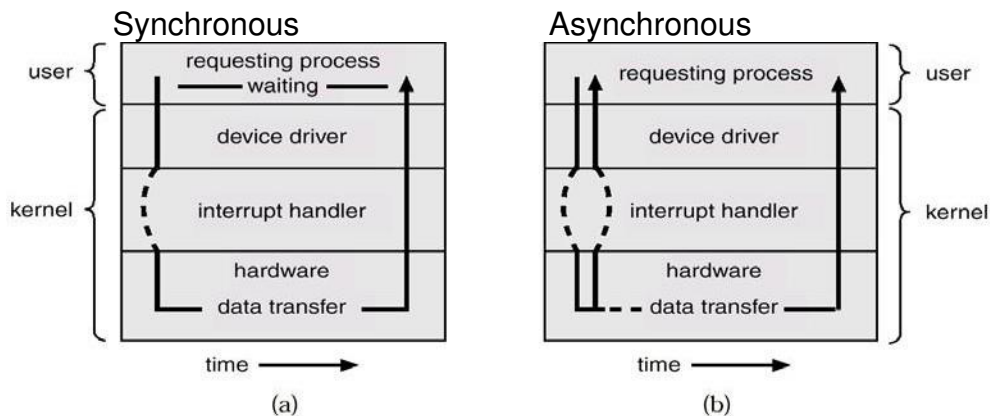 Synchronous
user
requesting process
waiting
device driver
kernel
interrupt handler
hardware
data transfer
time
(a)
Asynchronous
requesting process
user
device driver
interrupt handler
kernel
hardware
data transfer
time
(b)